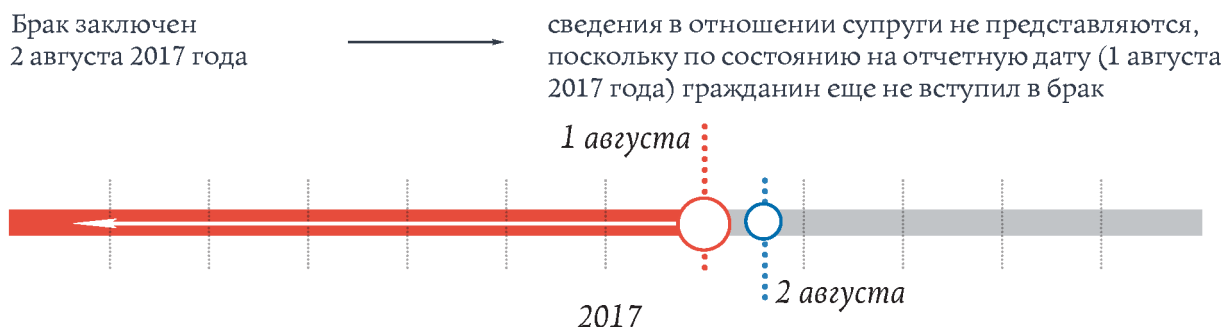 Брак заключен
2 августа 2017 года
сведения в отношении супруги не представляются,
поскольку по состоянию на отчетную дату (1 августа
2017 года) гражданин еще не вступил в брак
1 августа
2 августа
2017